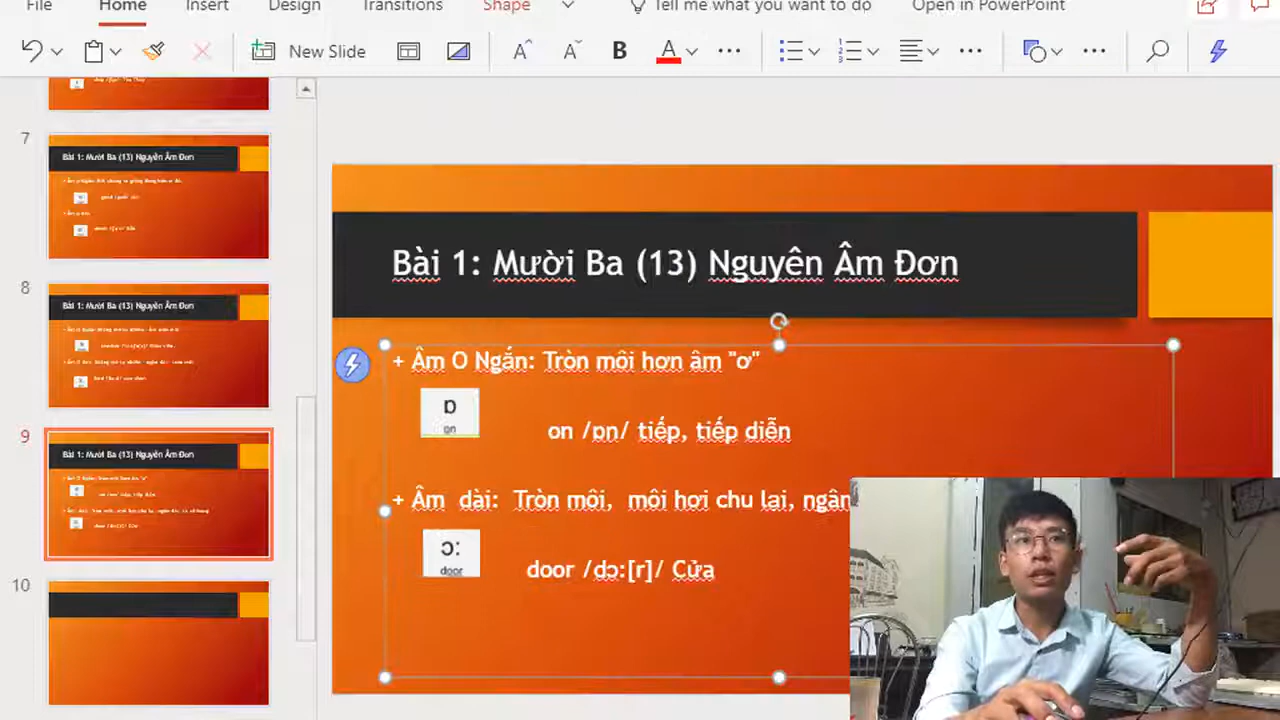 File Home Insert Design Transitions Shape Tell me what you want to do Open in PowerPoint
New Slide
7
Bài 1: Mười Ba (13) Nguyên Âm Đơn
8
Bài 1: Mười Ba (13) Nguyên Âm Đơn
9
Bài 1: Mười Ba (13) Nguyên Âm Đơn
10
Bài 1: Mười Ba (13) Nguyên Âm Đơn
+ Âm O Ngắn: Tròn môi hơn âm "ơ"
ɒ
on
on /ɒn/ tiếp, tiếp diễn
+ Âm dài: Tròn môi, môi hơi chu lai, ngân
ɔ:
door
door /dɔ:[r]/ Cửa